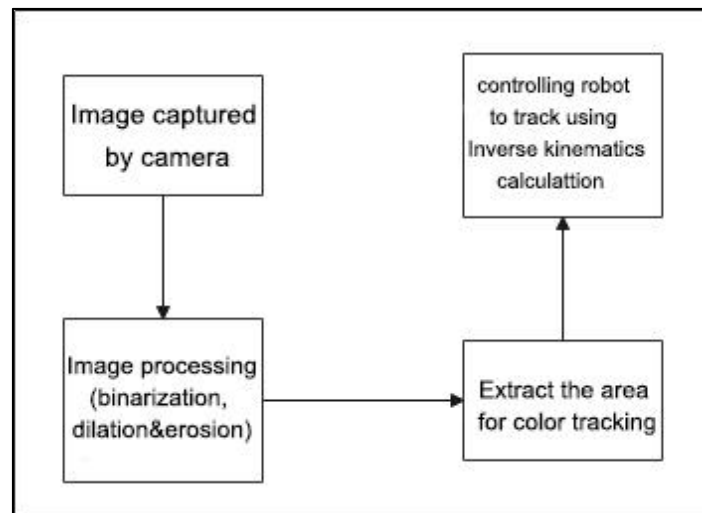 Image captured
by camera
Image processing
(binarization,
dilation&erosion)
Extract the area
for color tracking
controlling robot
to track using
Inverse kinematics
calculattion